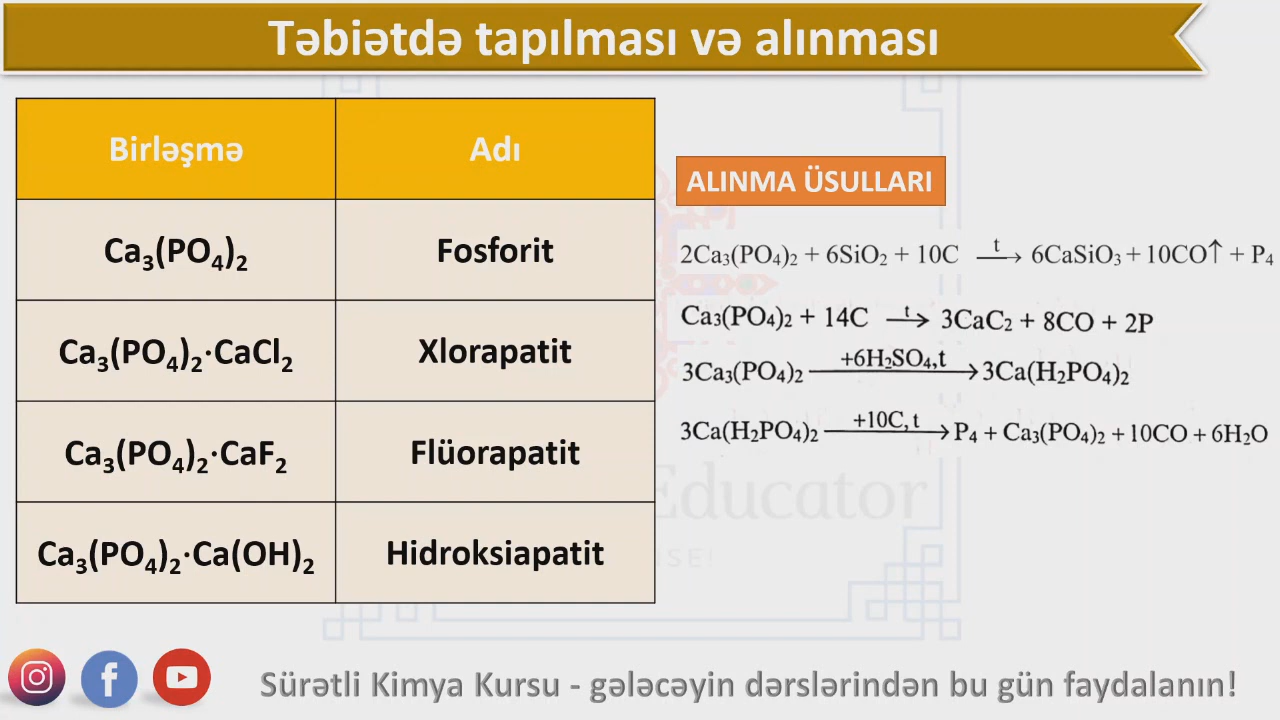 Təbiətdə tapılması və alınması
Birləşmə
Adı
Ca₃(PO₄)₂
Fosforit
Ca₃(PO₄)₂·CaCl₂
Xlorapatit
Ca₃(PO₄)₂·CaF₂
Flüorapatit
Ca₃(PO₄)₂·Ca(OH)₂
Hidroksiapatit
ALINMA ÜSULLARI
2Ca₃(PO₄)₂ + 6SiO₂ + 10C —t→ 6CaSiO₃ + 10CO↑ + P₄
Ca₃(PO₄)₂ + 14C —t→ 3CaC₂ + 8CO + 2P
3Ca₃(PO₄)₂ —+6H₂SO₄,t→ 3Ca(H₂PO₄)₂
3Ca(H₂PO₄)₂ —+10C, t→ P₄ + Ca₃(PO₄)₂ + 10CO + 6H₂O
Educator
Sürətli Kimya Kursu - gələcəyin dərslərindən bu gün faydalanın!